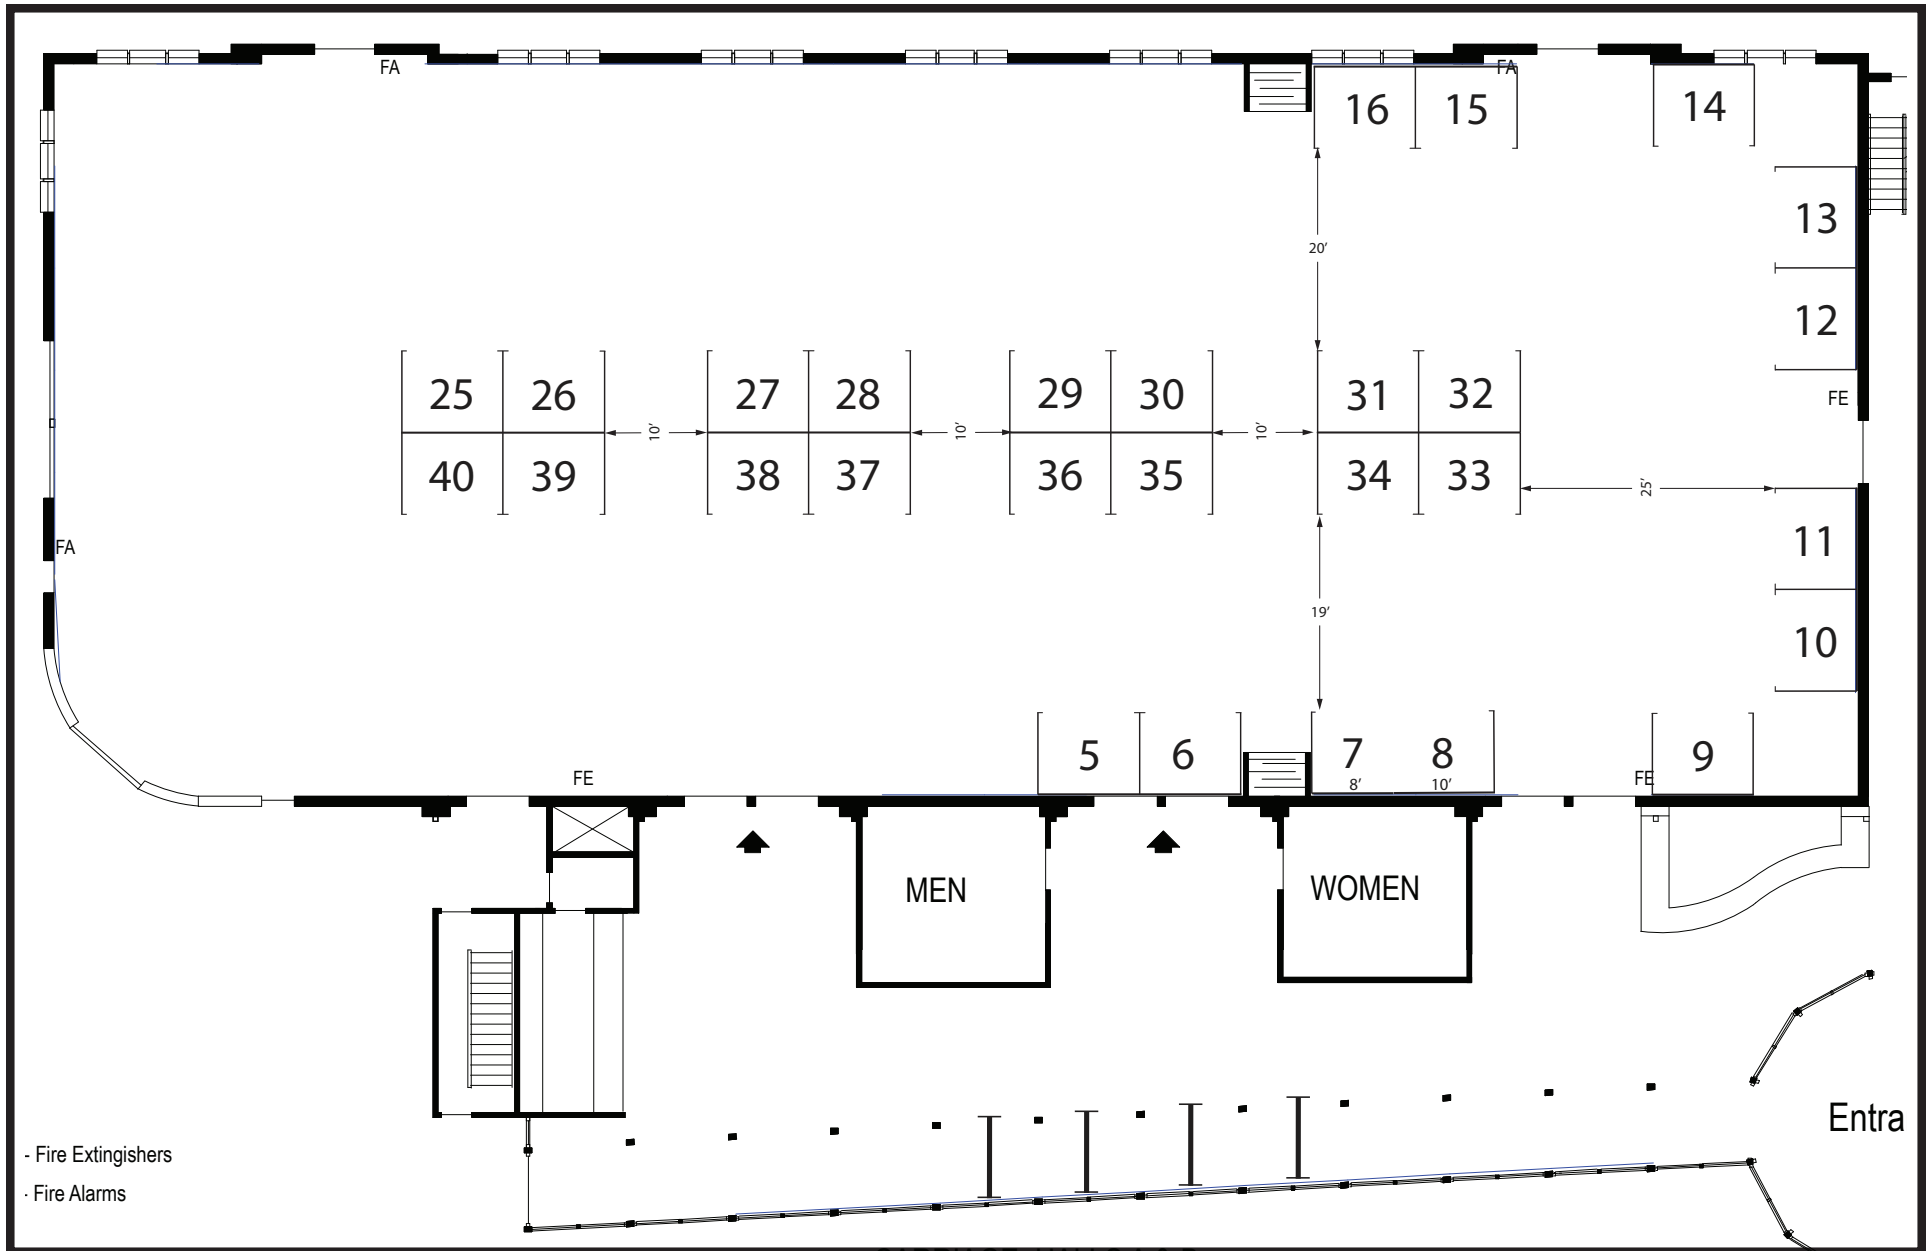 FA
FA
16 15
14
13
20'
12
25 26 27 28 29 30 31 32
FE
10' 10' 10'
40 39 38 37 36 35 34 33
25'
11
FA
19'
10
5 6 7 8 9
FE
FE
8' 10'
MEN
WOMEN
Entra
- Fire Extingishers
- Fire Alarms